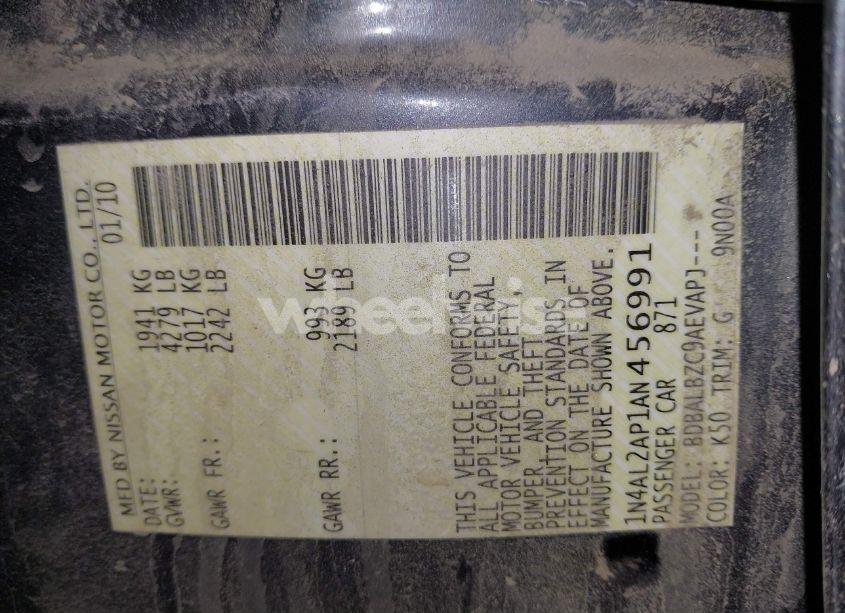 MFD BY NISSAN MOTOR CO., LTD.
DATE: 01/10
GVWR: 1941 KG
4279 LB
GAWR FR.: 1017 KG
2242 LB
GAWR RR.: 993 KG
2189 LB
THIS VEHICLE CONFORMS TO
ALL APPLICABLE FEDERAL
MOTOR VEHICLE SAFETY,
BUMPER, AND THEFT
PREVENTION STANDARDS IN
EFFECT ON THE DATE OF
MANUFACTURE SHOWN ABOVE.
1N4AL2AP1AN456991
PASSENGER CAR 871
MODEL: BDBALBZC9AEVAPJ---
COLOR: K50 TRIM: G 9N00A